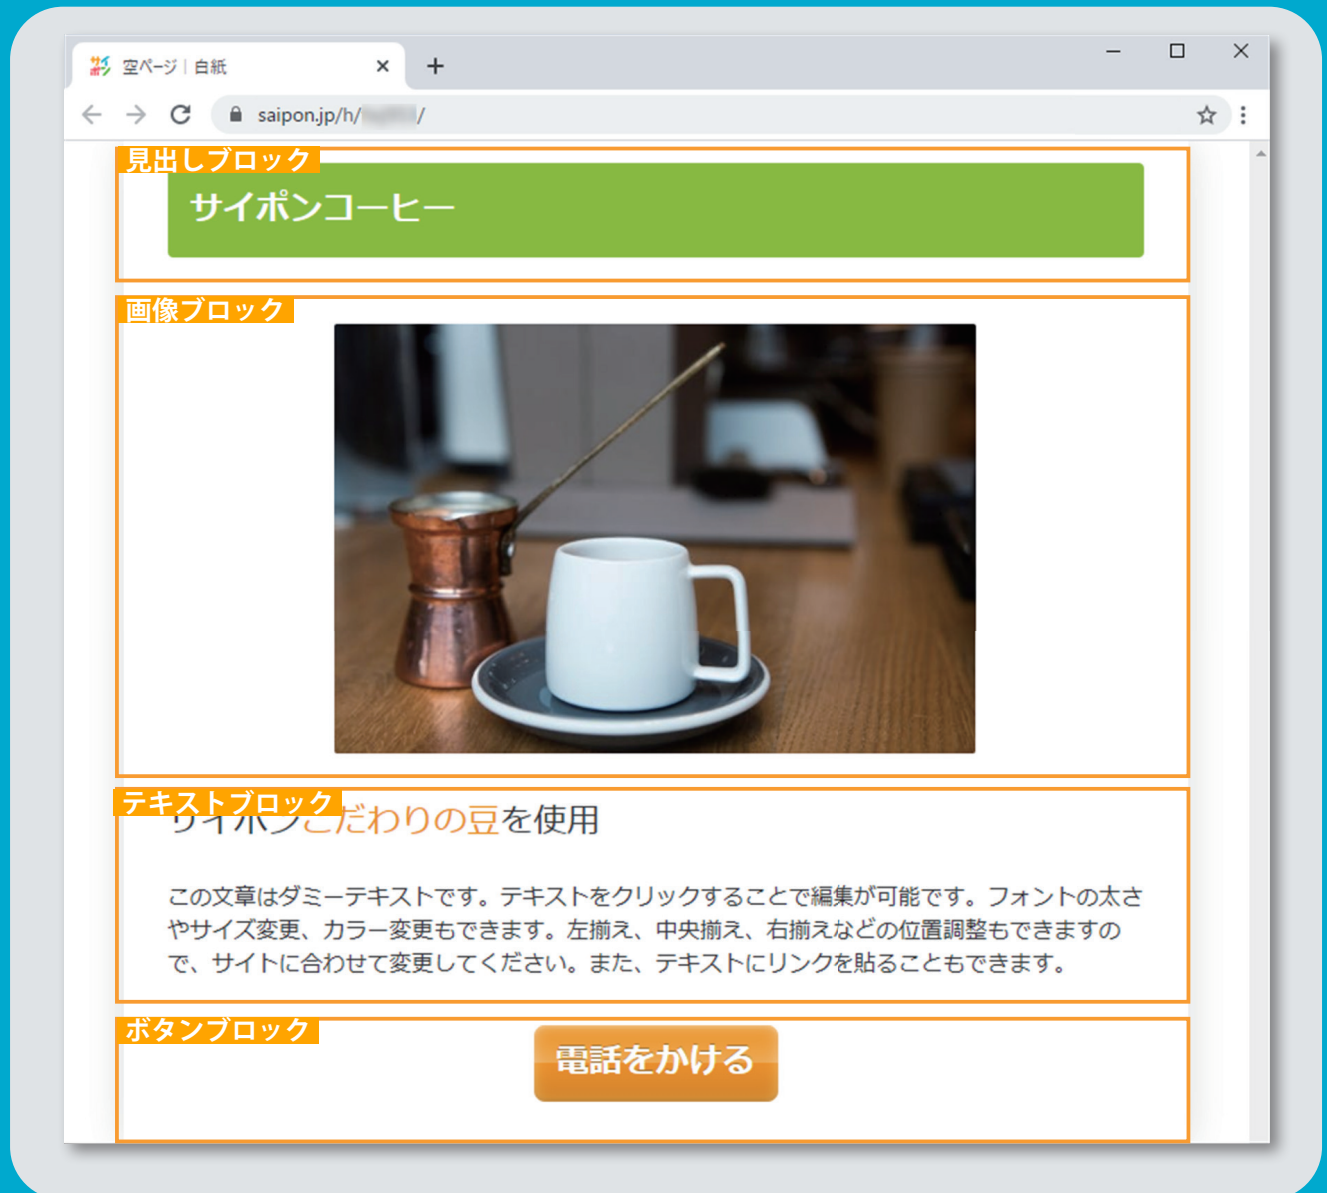 サイポン
空ページ | 白紙
saipon.jp/h/ /
見出しブロック
サイポンコーヒー
画像ブロック
テキストブロック
サイポンこだわりの豆を使用
この文章はダミーテキストです。テキストをクリックすることで編集が可能です。フォントの太さ
やサイズ変更、カラー変更もできます。左揃え、中央揃え、右揃えなどの位置調整もできますの
で、サイトに合わせて変更してください。また、テキストにリンクを貼ることもできます。
ボタンブロック
電話をかける